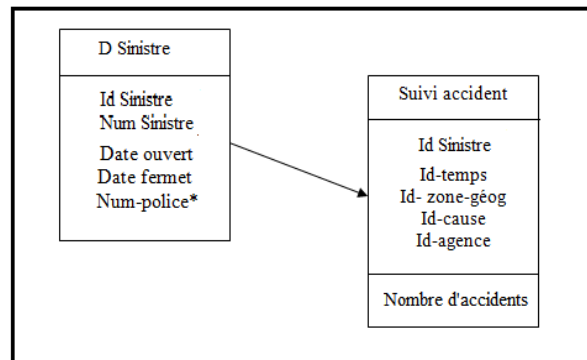 D Sinistre
Id Sinistre
Num Sinistre
Date ouvert
Date fermet
Num-police*
Suivi accident
Id Sinistre
Id-temps
Id- zone-géog
Id-cause
Id-agence
Nombre d'accidents